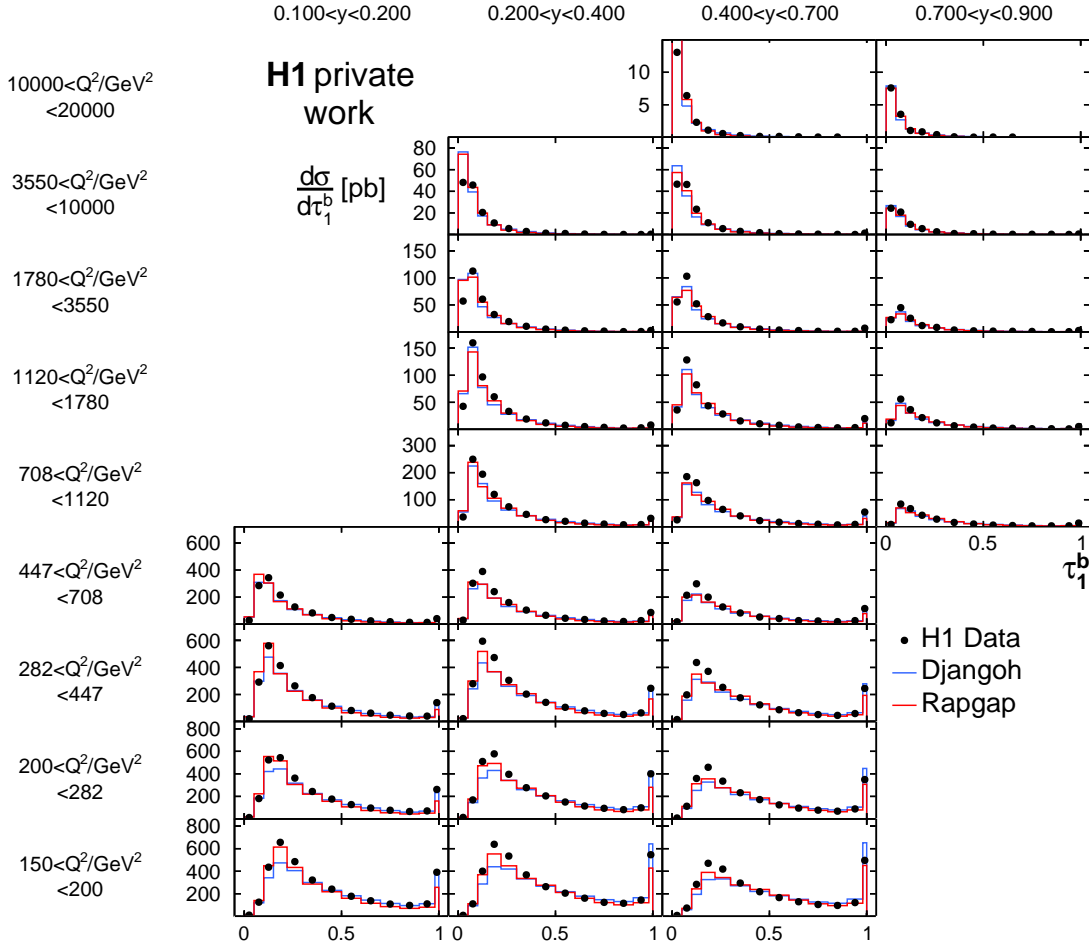 0.100<y<0.200 0.200<y<0.400 0.400<y<0.700 0.700<y<0.900
10000<Q²/GeV²
<20000
H1 private
work
10
5
3550<Q²/GeV²
<10000
dσ
dτ₁ᵇ [pb]
80
60
40
20
1780<Q²/GeV²
<3550
150
100
50
1120<Q²/GeV²
<1780
150
100
50
708<Q²/GeV²
<1120
300
200
100
0 0.5 1
τ₁ᵇ
447<Q²/GeV²
<708
600
400
200
282<Q²/GeV²
<447
600
400
200
H1 Data
Djangoh
Rapgap
200<Q²/GeV²
<282
800
600
400
200
150<Q²/GeV²
<200
800
600
400
200
0 0.5 1 0 0.5 1 0 0.5 1